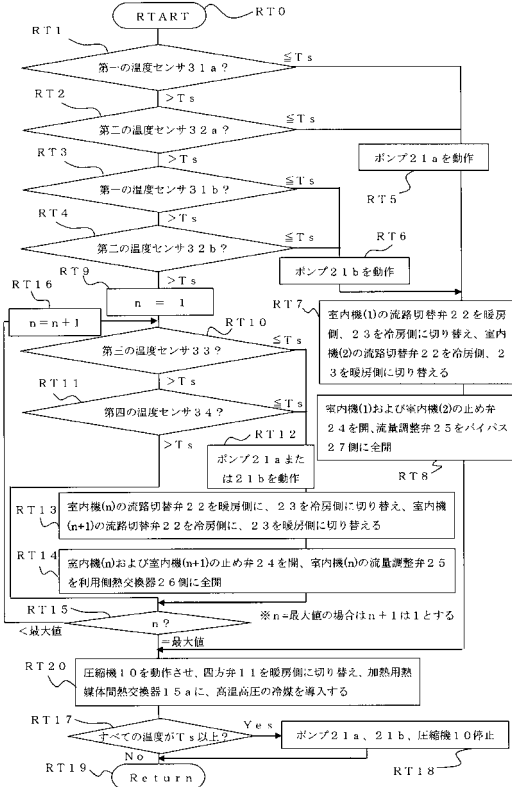 RTART
RT0
RT1
第一の温度センサ31a?
≦Ts
>Ts
RT2
第二の温度センサ32a?
≦Ts
>Ts
ポンプ21aを動作
RT5
RT3
第一の温度センサ31b?
≦Ts
>Ts
RT4
第二の温度センサ32b?
≦Ts
>Ts
RT6
ポンプ21bを動作
RT9
n = 1
RT16
n=n+1
RT7
室内機(1)の流路切替弁22を暖房
側、23を冷房側に切り替え、室内
機(2)の流路切替弁22を冷房側、2
3を暖房側に切り替える
RT10
第三の温度センサ33?
≦Ts
>Ts
RT11
第四の温度センサ34?
≦Ts
>Ts
室内機(1)および室内機(2)の止め弁
24を開、流量調整弁25をバイパス
27側に全開
RT8
RT12
ポンプ21aまた
は21bを動作
RT13
室内機(n)の流路切替弁22を暖房側に、23を冷房側に切り替え、室内機
(n+1)の流路切替弁22を冷房側に、23を暖房側に切り替える
RT14
室内機(n)および室内機(n+1)の止め弁24を開、室内機(n)の流量調整弁25
を利用側熱交換器26側に全開
RT15
n?
※n=最大値の場合はn+1は1とする
<最大値
=最大値
RT20
圧縮機10を動作させ、四方弁11を暖房側に切り替え、加熱用熱
媒体間熱交換器15aに、高温高圧の冷媒を導入する
RT17
すべての温度がTs以上?
Yes
ポンプ21a、21b、圧縮機10停止
RT18
No
RT19
Return